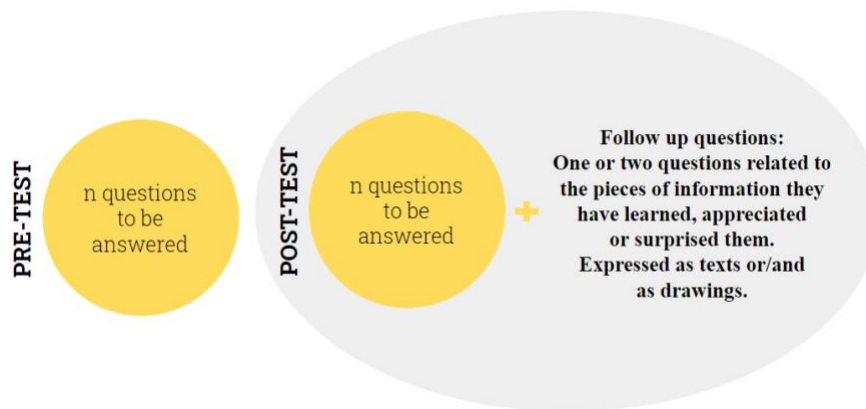 PRE-TEST
n questions
to be
answered
POST-TEST
n questions
to be
answered
+
Follow up questions:
One or two questions related to
the pieces of information they
have learned, appreciated
or surprised them.
Expressed as texts or/and
as drawings.